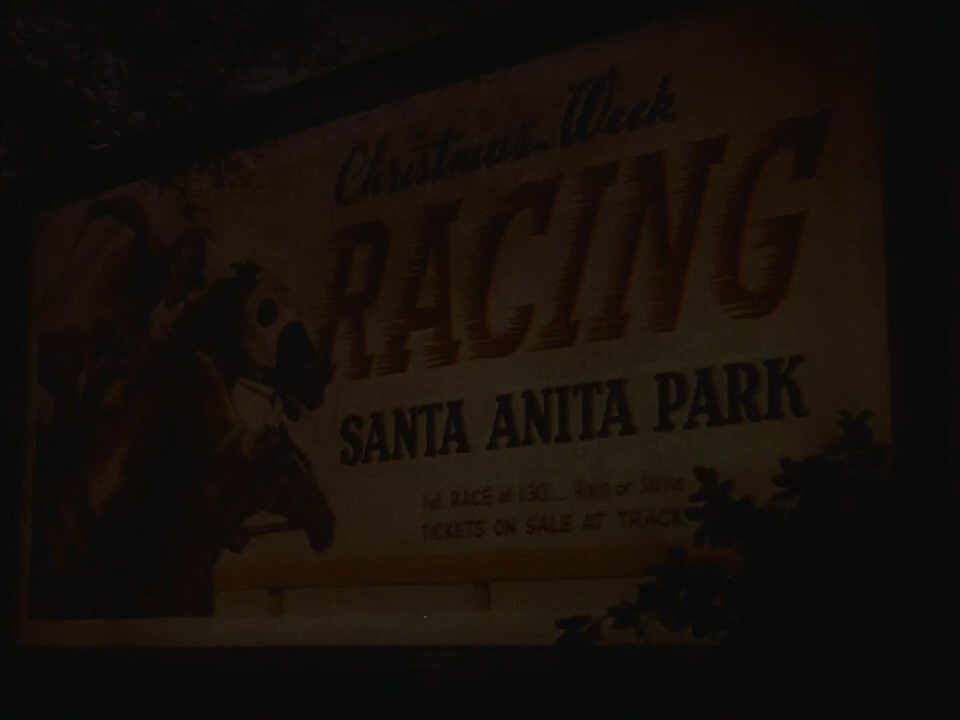 Christmas Week
RACING
SANTA ANITA PARK
1st. RACE at 1:30.... Rain or Shine
TICKETS ON SALE AT TRACK